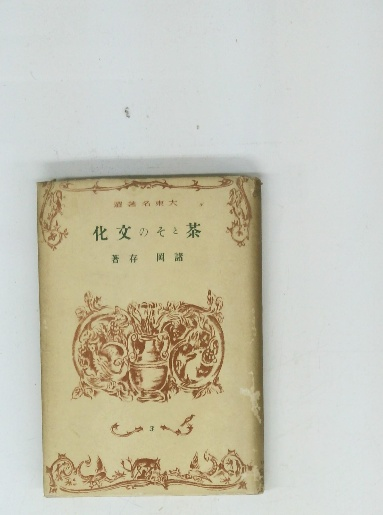 選著名東大
化文のそと茶
著 存 岡 諸
3